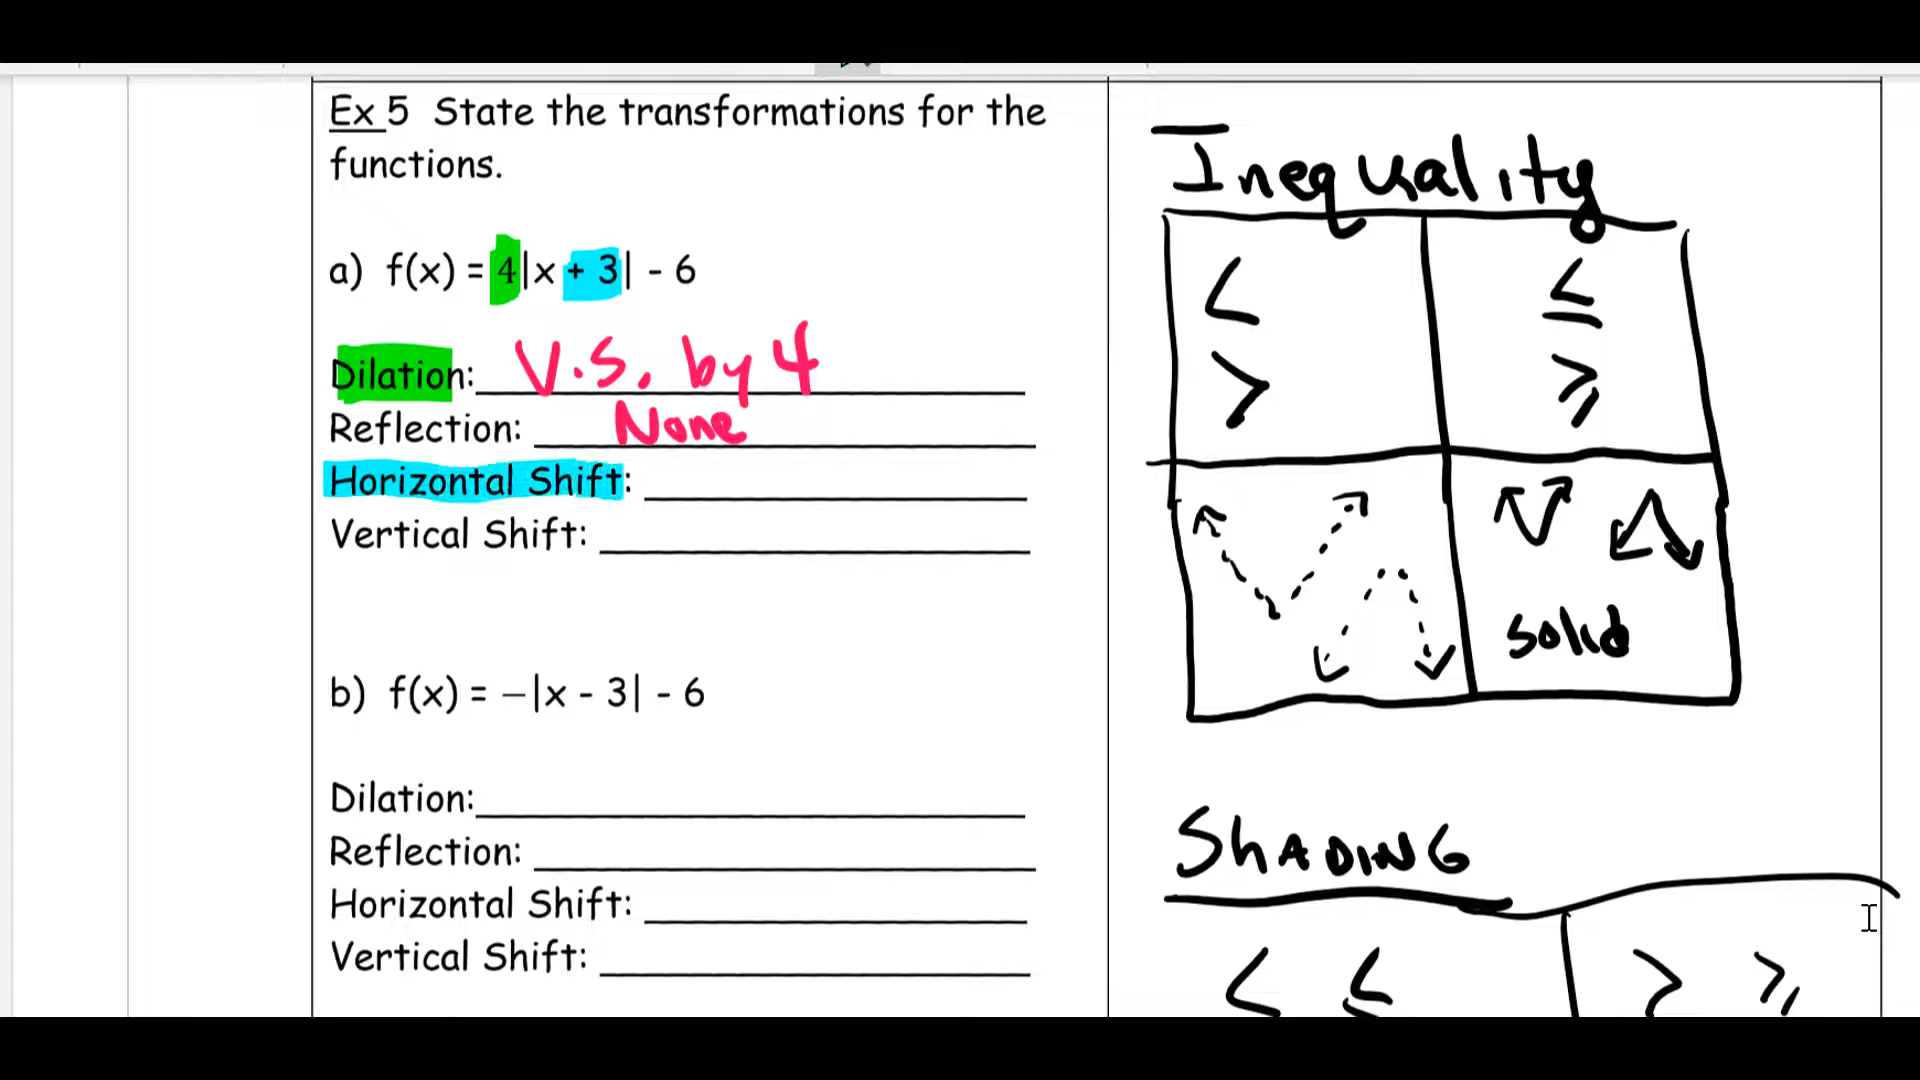 Ex 5 State the transformations for the
functions.
a) f(x) = 4|x + 3| - 6
Dilation: V.S. by 4
Reflection: None
Horizontal Shift:
Vertical Shift:
b) f(x) = −|x - 3| - 6
Dilation:
Reflection:
Horizontal Shift:
Vertical Shift:
Inequality
< ≤
> ≥
solid
SHADING
< ≤ > ≥